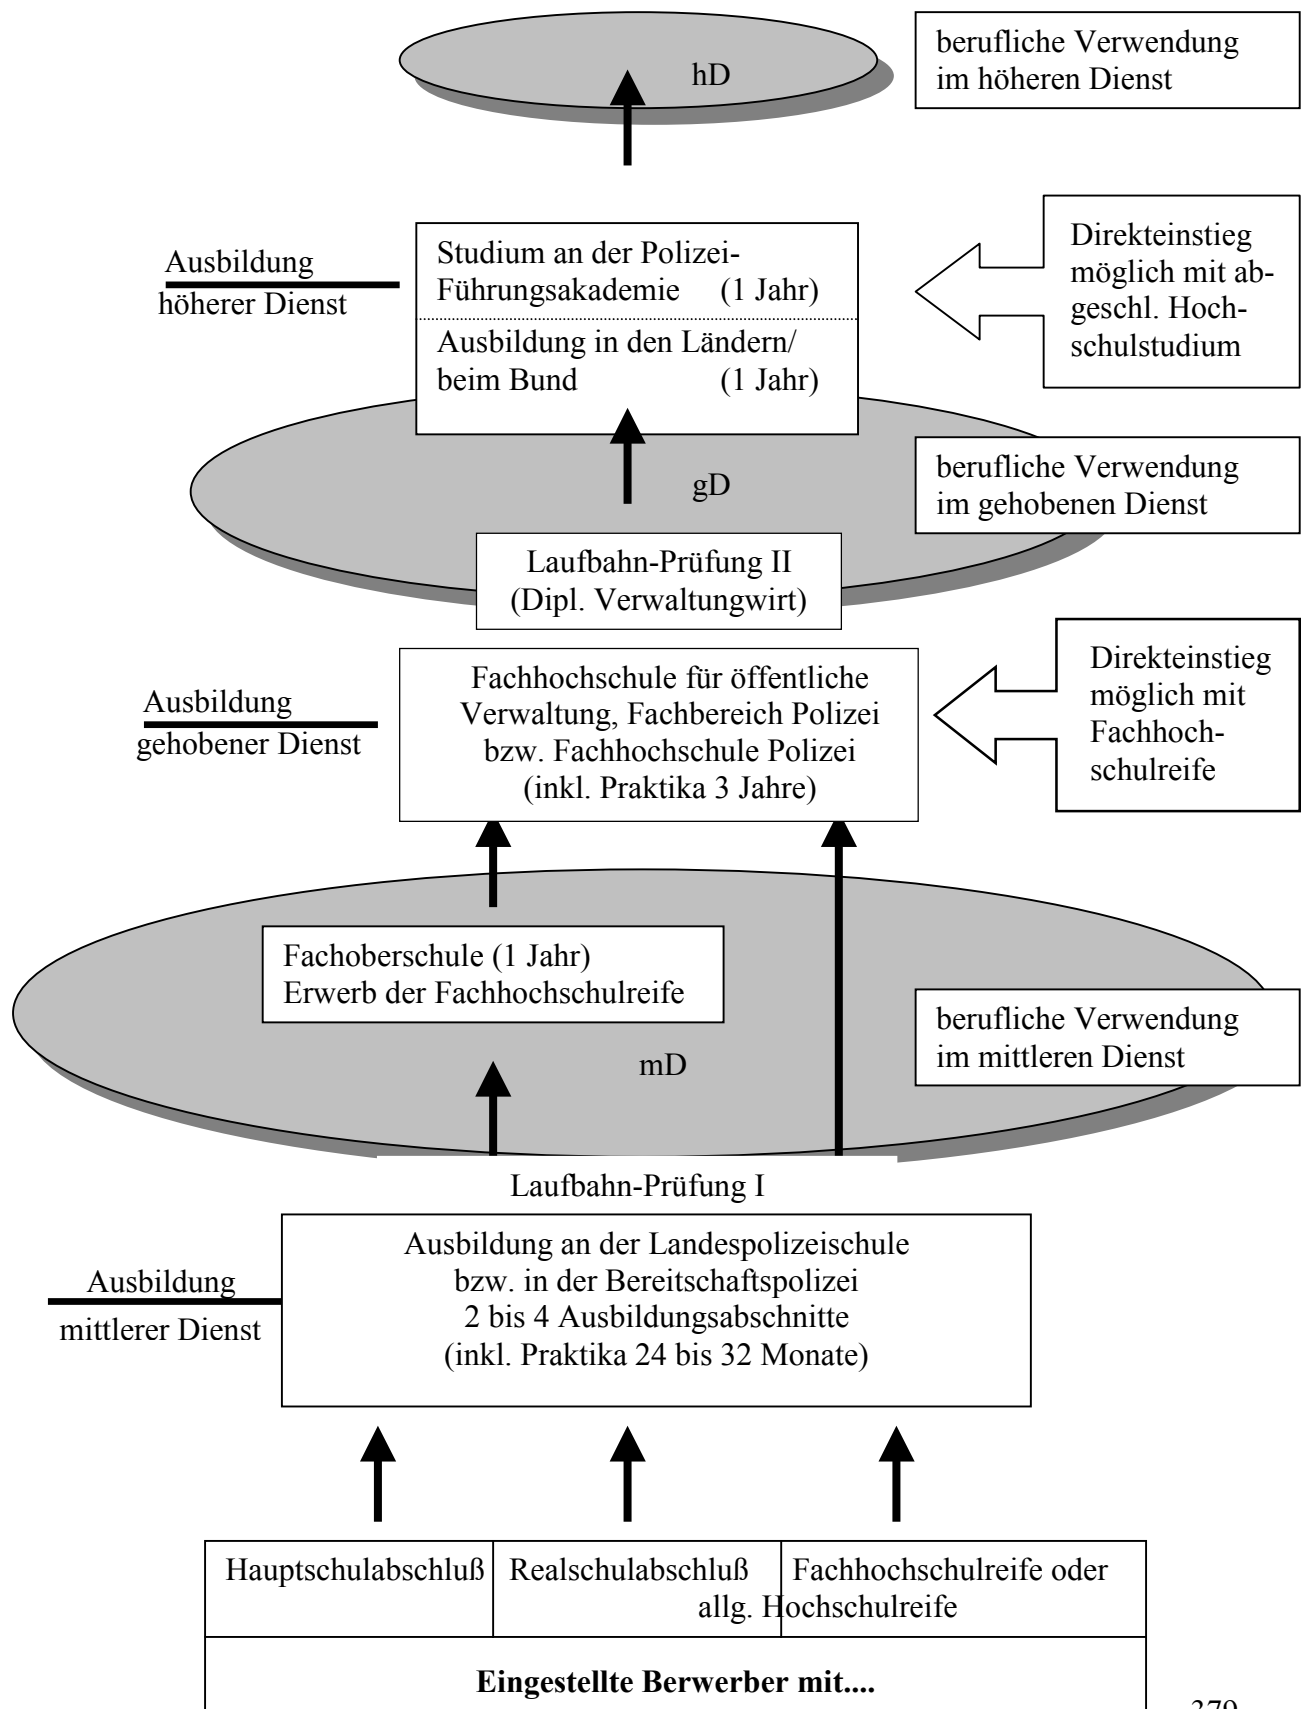 hD
berufliche Verwendung
im höheren Dienst
Ausbildung
höherer Dienst
Studium an der Polizei-
Führungsakademie (1 Jahr)
Ausbildung in den Ländern/
beim Bund (1 Jahr)
Direkteinstieg
möglich mit ab-
geschl. Hoch-
schulstudium
gD
berufliche Verwendung
im gehobenen Dienst
Laufbahn-Prüfung II
(Dipl. Verwaltungwirt)
Ausbildung
gehobener Dienst
Fachhochschule für öffentliche
Verwaltung, Fachbereich Polizei
bzw. Fachhochschule Polizei
(inkl. Praktika 3 Jahre)
Direkteinstieg
möglich mit
Fachhoch-
schulreife
Fachoberschule (1 Jahr)
Erwerb der Fachhochschulreife
mD
berufliche Verwendung
im mittleren Dienst
Laufbahn-Prüfung I
Ausbildung
mittlerer Dienst
Ausbildung an der Landespolizeischule
bzw. in der Bereitschaftspolizei
2 bis 4 Ausbildungsabschnitte
(inkl. Praktika 24 bis 32 Monate)
Hauptschulabschluß
Realschulabschluß
Fachhochschulreife oder
allg. Hochschulreife
Eingestellte Berwerber mit....